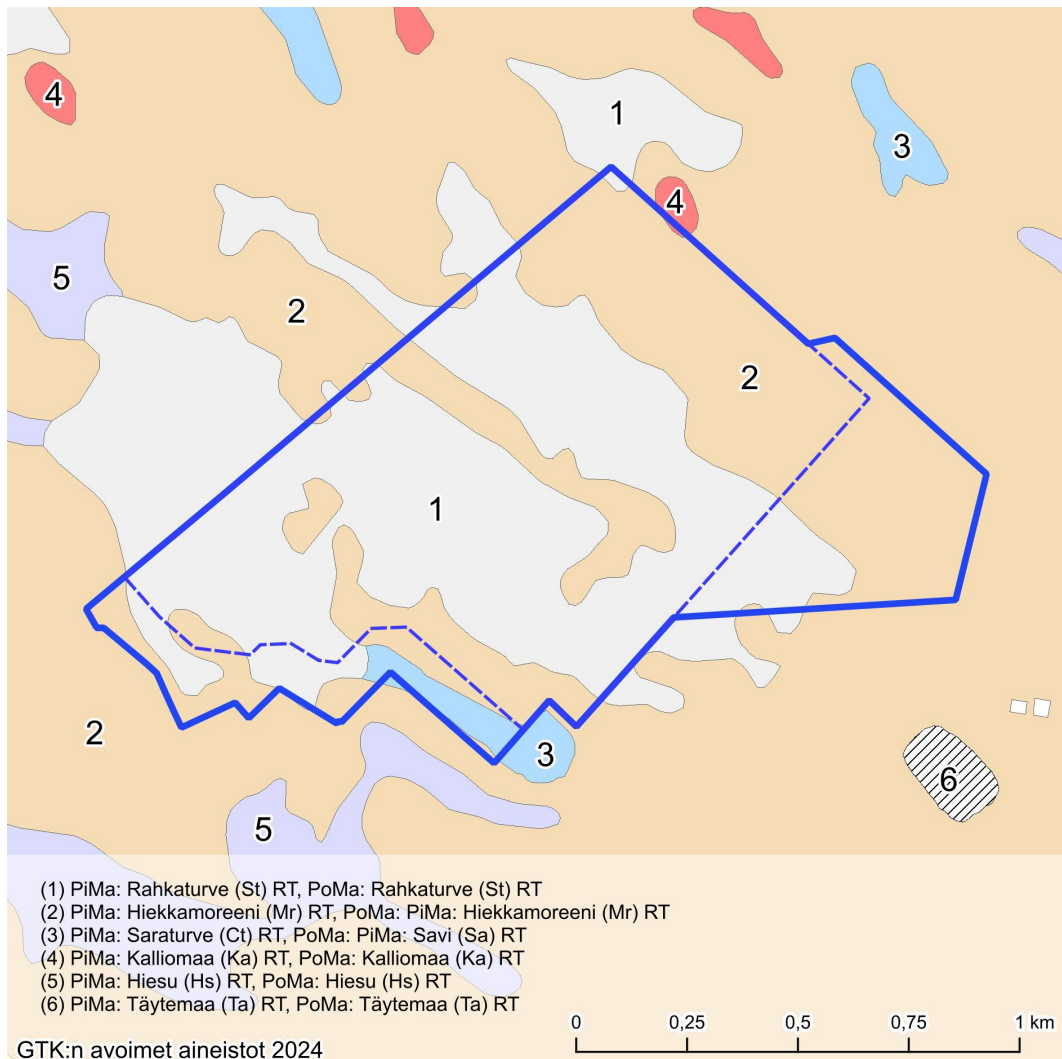 4
1
3
4
5
2
2
1
2
3
6
5
(1) PiMa: Rahkaturve (St) RT, PoMa: Rahkaturve (St) RT
(2) PiMa: Hiekkamoreeni (Mr) RT, PoMa: PiMa: Hiekkamoreeni (Mr) RT
(3) PiMa: Saraturve (Ct) RT, PoMa: PiMa: Savi (Sa) RT
(4) PiMa: Kalliomaa (Ka) RT, PoMa: Kalliomaa (Ka) RT
(5) PiMa: Hiesu (Hs) RT, PoMa: Hiesu (Hs) RT
(6) PiMa: Täytemaa (Ta) RT, PoMa: Täytemaa (Ta) RT
0 0,25 0,5 0,75 1 km
GTK:n avoimet aineistot 2024